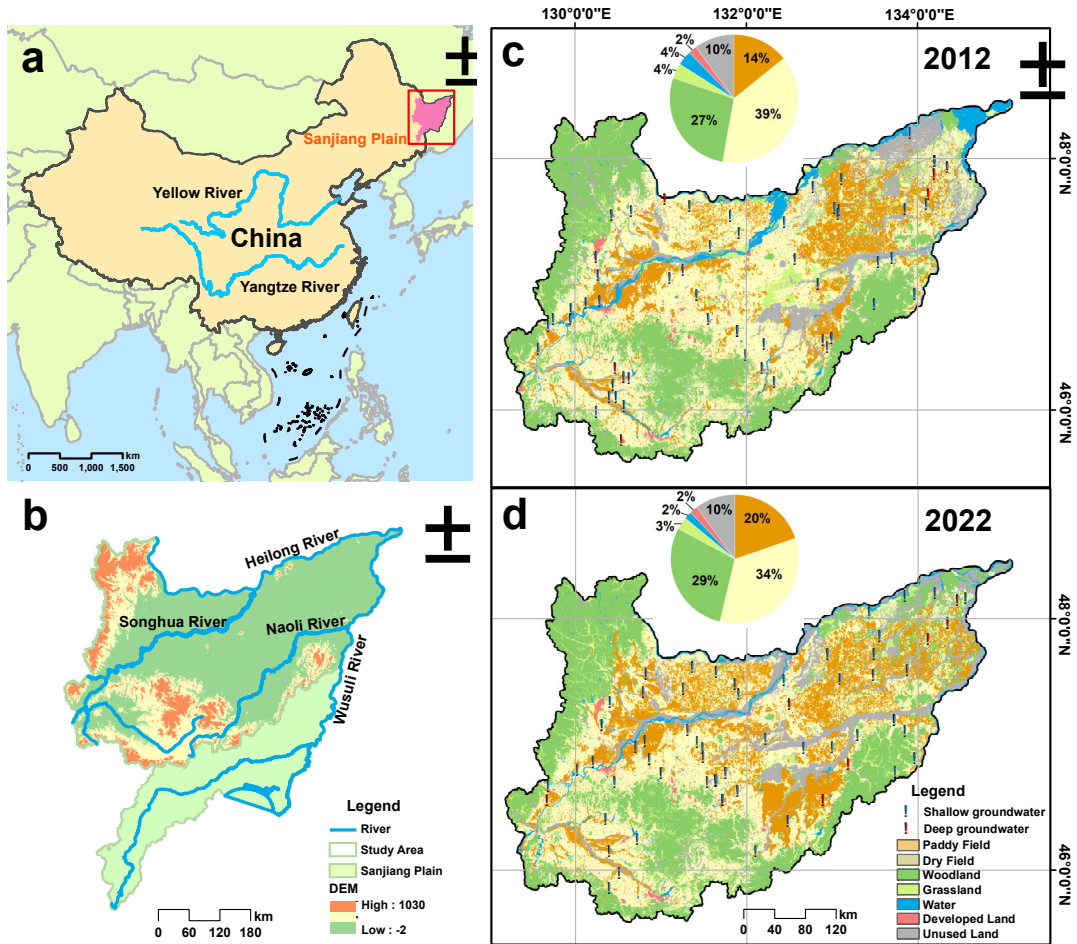 a
Sanjiang Plain
Yellow River
China
Yangtze River
km
0 500 1,000 1,500
b
Heilong River
Songhua River
Naoli River
Wusuli River
Legend
River
Study Area
Sanjiang Plain
DEM
High : 1030
Low : -2
km
0 60 120 180
130°0'0"E 132°0'0"E 134°0'0"E
c
2012
2%
10%
14%
4%
4%
27%
39%
48°0'0"N
46°0'0"N
d
2022
2%
10%
20%
2%
3%
29%
34%
48°0'0"N
46°0'0"N
Legend
Shallow groundwater
Deep groundwater
Paddy Field
Dry Field
Woodland
Grassland
Water
Developed Land
Unused Land
km
0 40 80 120